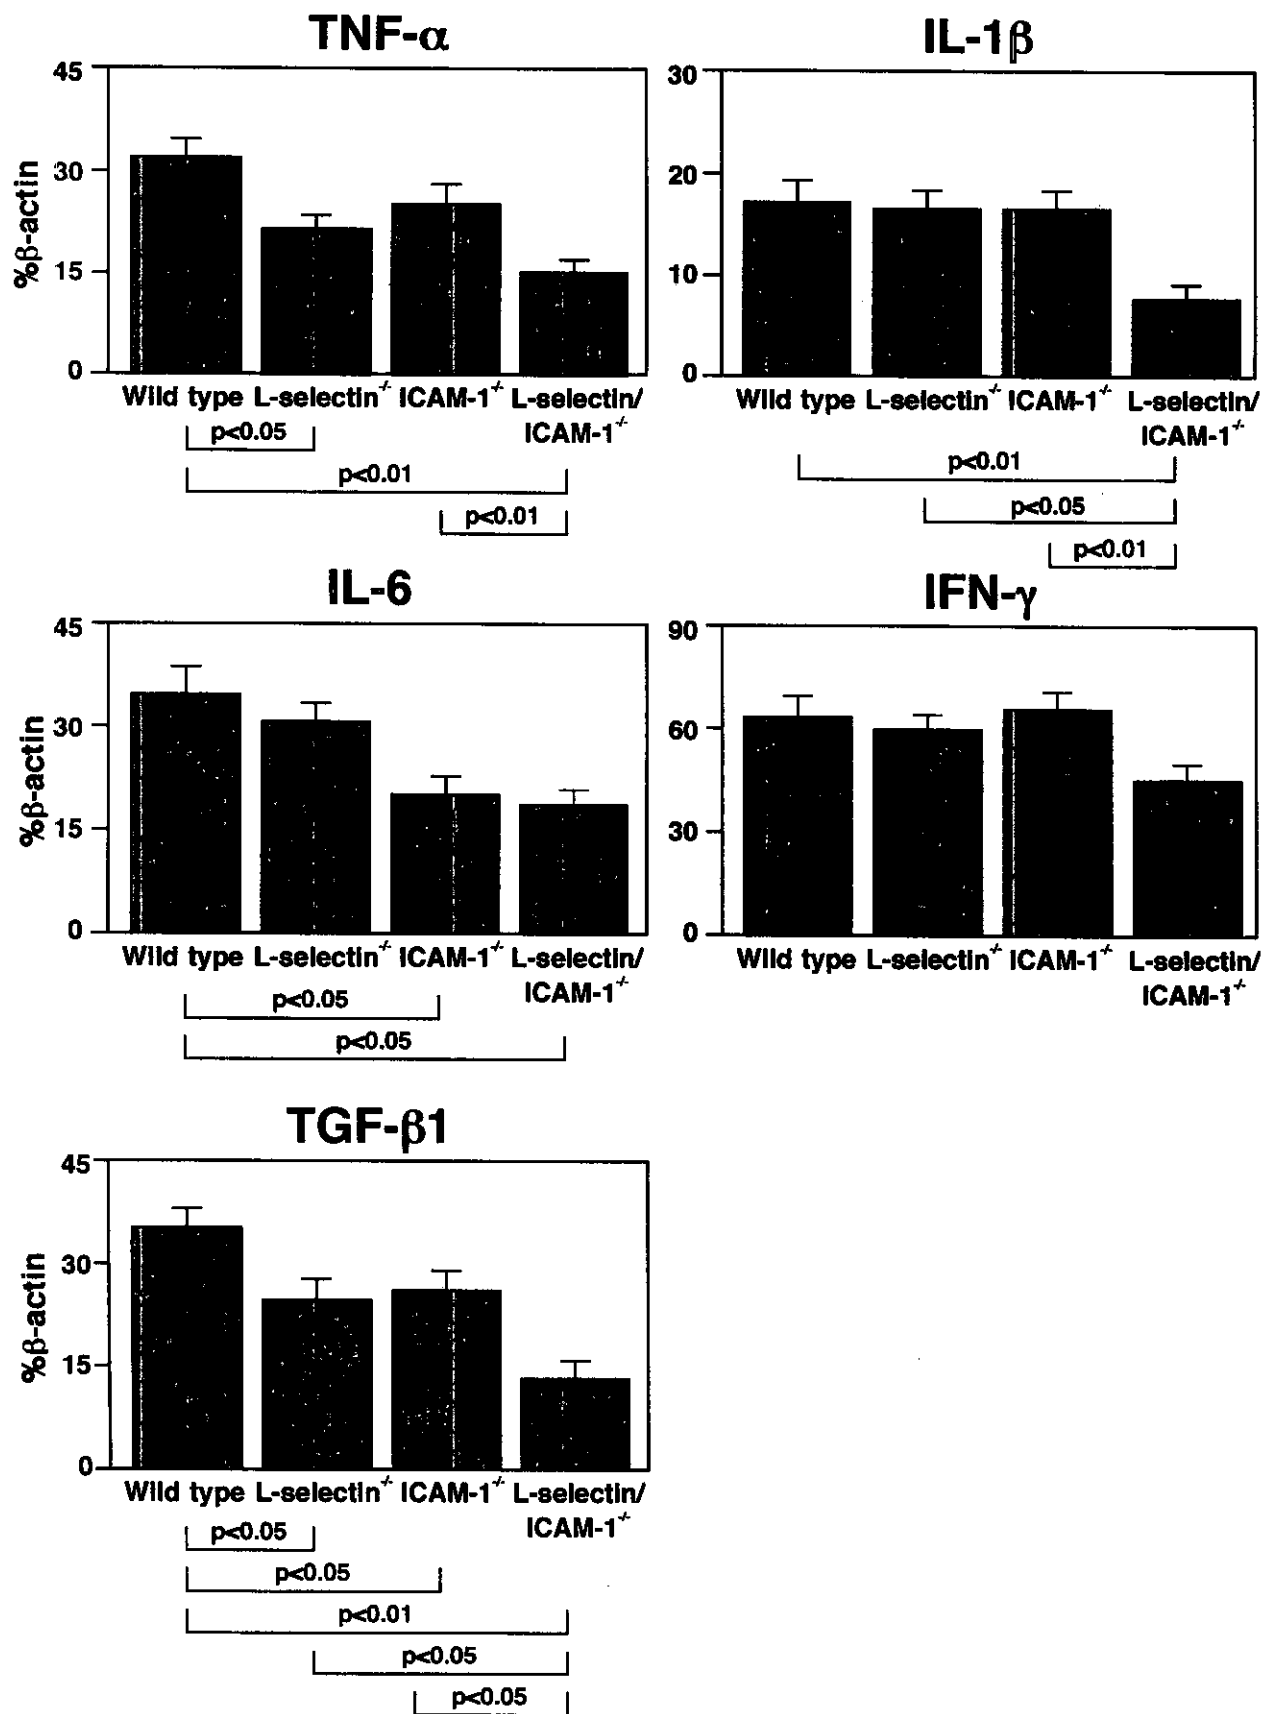 TNF-α
45
30
15
0
%β-actin
Wild type L-selectin-/- ICAM-1-/- L-selectin/
ICAM-1-/-
p<0.05
p<0.01
p<0.01
IL-1β
30
20
10
0
Wild type L-selectin-/- ICAM-1-/- L-selectin/
ICAM-1-/-
p<0.01
p<0.05
p<0.01
IL-6
45
30
15
0
%β-actin
Wild type L-selectin-/- ICAM-1-/- L-selectin/
ICAM-1-/-
p<0.05
p<0.05
IFN-γ
90
60
30
0
Wild type L-selectin-/- ICAM-1-/- L-selectin/
ICAM-1-/-
TGF-β1
45
30
15
0
%β-actin
Wild type L-selectin-/- ICAM-1-/- L-selectin/
ICAM-1-/-
p<0.05
p<0.05
p<0.01
p<0.05
p<0.05